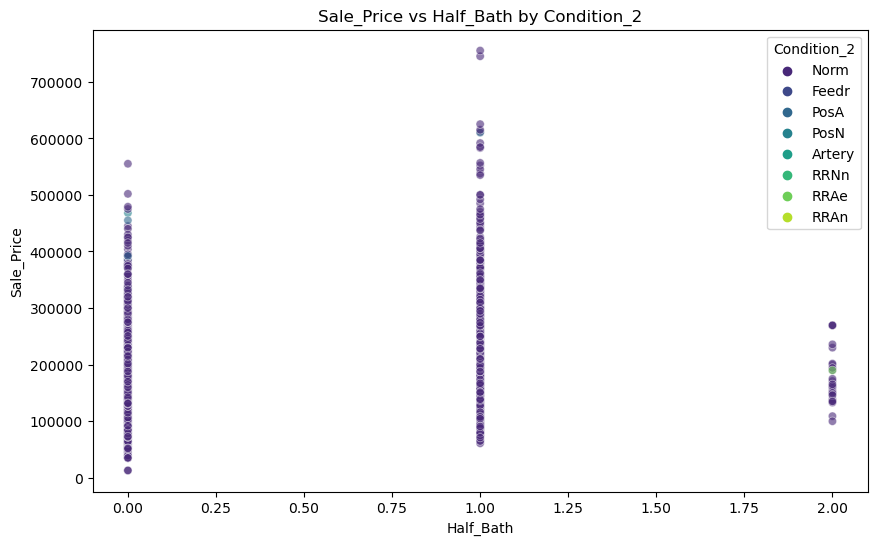 Sale_Price vs Half_Bath by Condition_2
Condition_2
Norm
Feedr
PosA
PosN
Artery
RRNn
RRAe
RRAn
Sale_Price
700000
600000
500000
400000
300000
200000
100000
0
0.00 0.25 0.50 0.75 1.00 1.25 1.50 1.75 2.00
Half_Bath